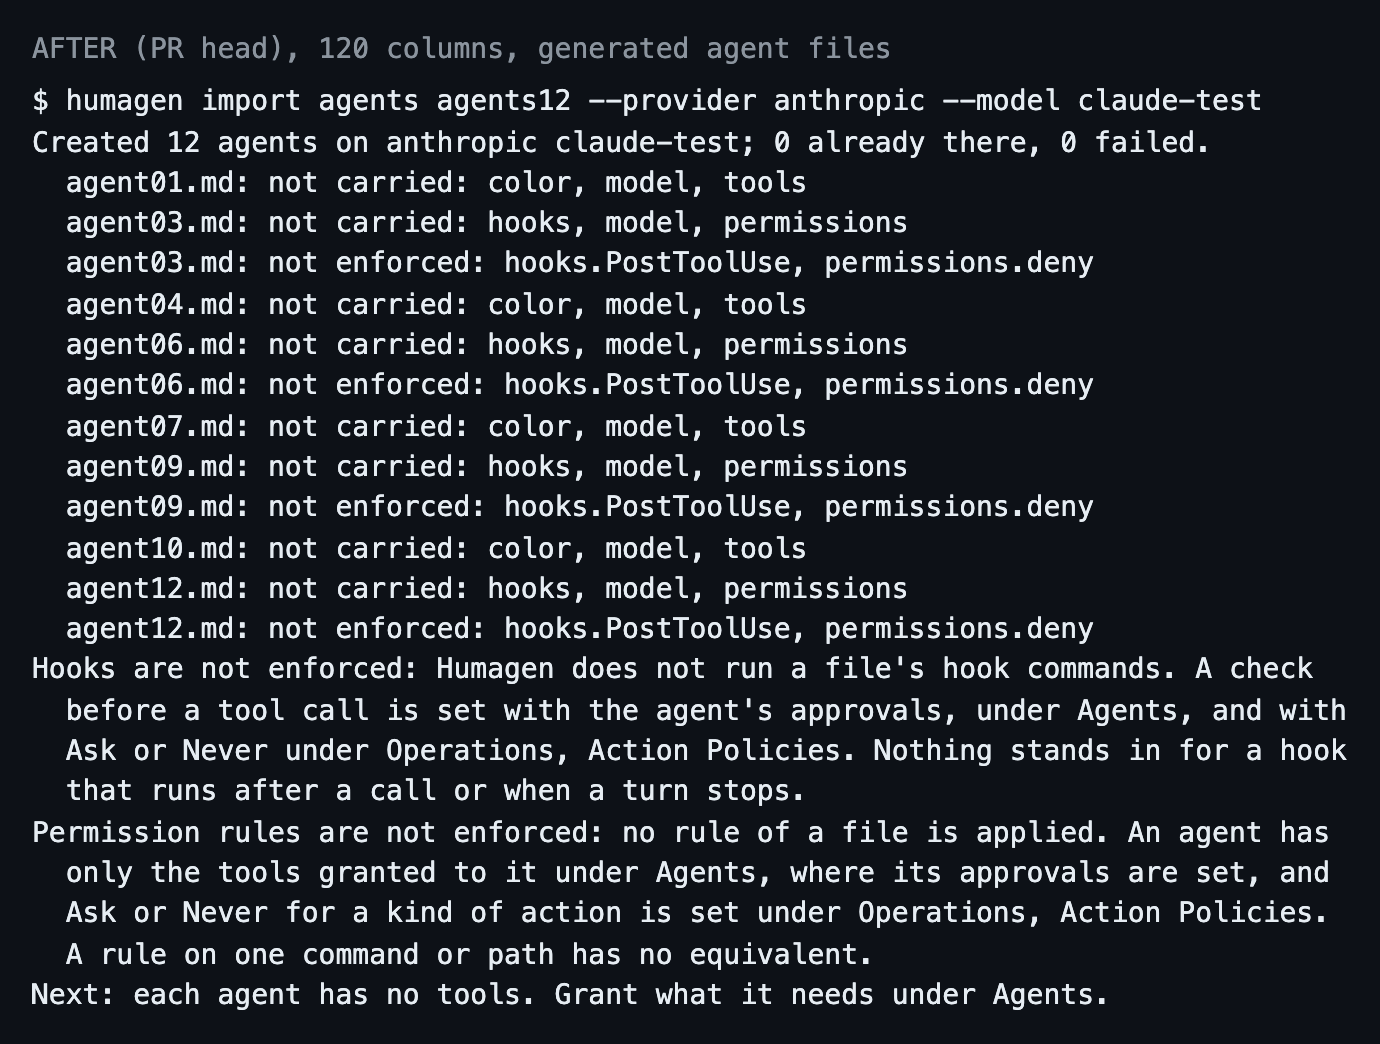 AFTER (PR head), 120 columns, generated agent files
$ humagen import agents agents12 --provider anthropic --model claude-test
Created 12 agents on anthropic claude-test; 0 already there, 0 failed.
agent01.md: not carried: color, model, tools
agent03.md: not carried: hooks, model, permissions
agent03.md: not enforced: hooks.PostToolUse, permissions.deny
agent04.md: not carried: color, model, tools
agent06.md: not carried: hooks, model, permissions
agent06.md: not enforced: hooks.PostToolUse, permissions.deny
agent07.md: not carried: color, model, tools
agent09.md: not carried: hooks, model, permissions
agent09.md: not enforced: hooks.PostToolUse, permissions.deny
agent10.md: not carried: color, model, tools
agent12.md: not carried: hooks, model, permissions
agent12.md: not enforced: hooks.PostToolUse, permissions.deny
Hooks are not enforced: Humagen does not run a file's hook commands. A check
before a tool call is set with the agent's approvals, under Agents, and with
Ask or Never under Operations, Action Policies. Nothing stands in for a hook
that runs after a call or when a turn stops.
Permission rules are not enforced: no rule of a file is applied. An agent has
only the tools granted to it under Agents, where its approvals are set, and
Ask or Never for a kind of action is set under Operations, Action Policies.
A rule on one command or path has no equivalent.
Next: each agent has no tools. Grant what it needs under Agents.